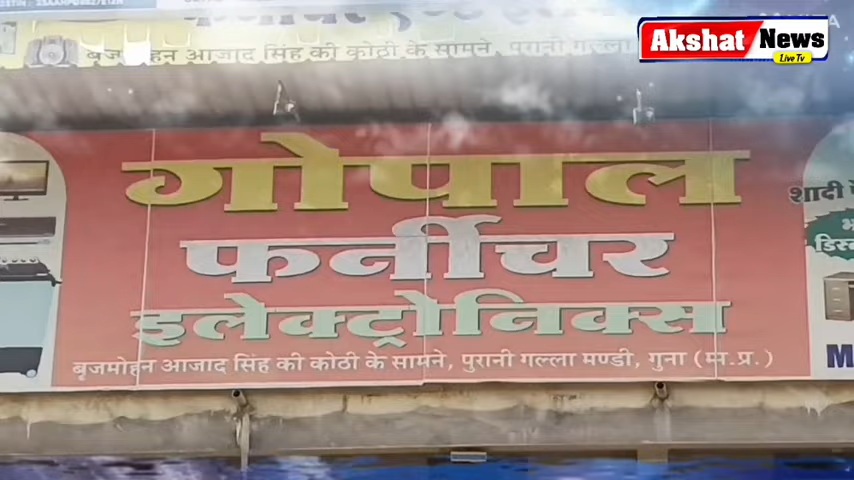 बृजमोहन आजाद सिंह की कोठी के सामने, पुरानी गल्ला
Akshat News
Live Tv
गोपाल
फर्नीचर
इलेक्ट्रोनिक्स
बृजमोहन आजाद सिंह की कोठी के सामने, पुरानी गल्ला मण्डी, गुना (म.प्र.)
शादी